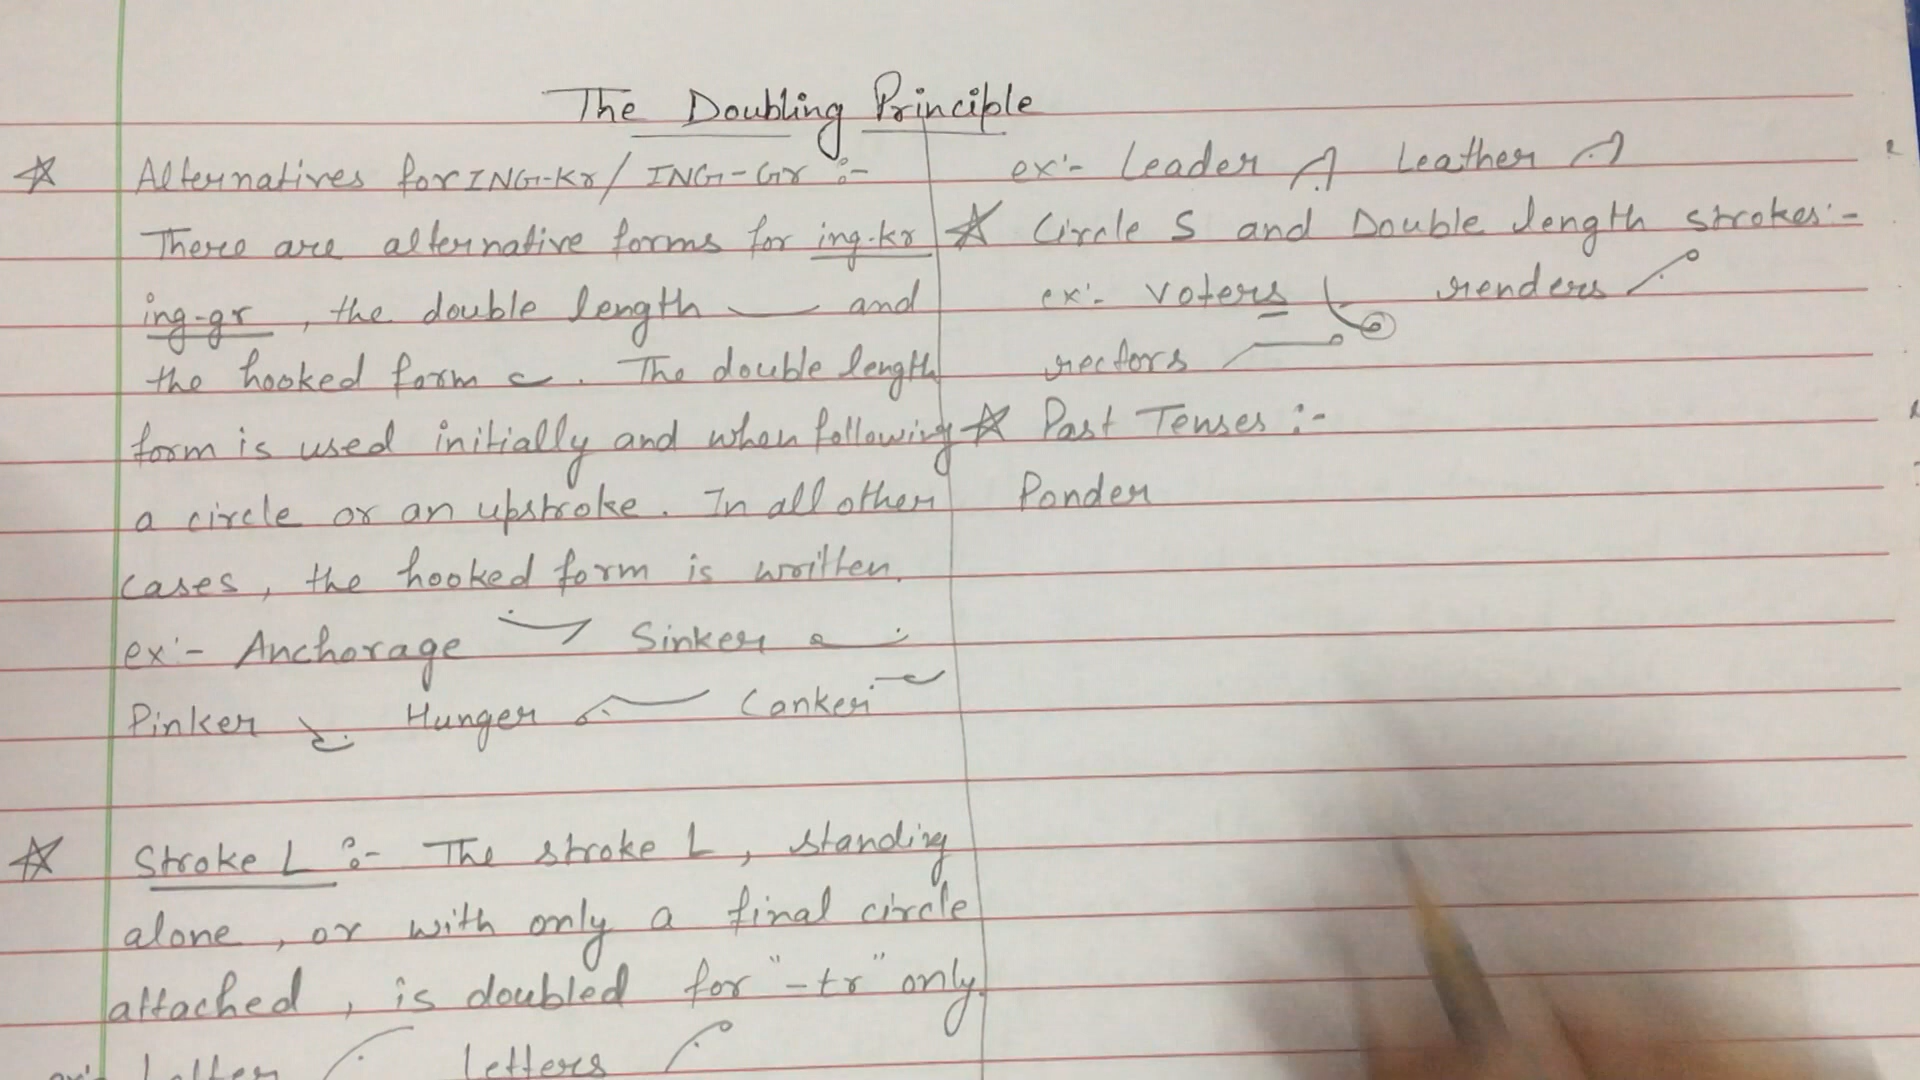 The Doubling Principle
☆ Alternatives for ING-Kr/ ING-Gr :-
There are alternative forms for ing-kr
ing-gr, the double length and
the hooked form. The double length
form is used initially and when following
a circle or an upstroke. In all other
cases, the hooked form is written.
ex:- Anchorage Sinker
Pinker Hunger Canker
☆ Stroke L :- The stroke L, standing
alone, or with only a final circle
attached, is doubled for "-tr" only.
ex:- Letter letters
ex:- Leader Leather
☆ Circle S and Double length strokes:-
ex:- voters renders
rectors
☆ Past Tenses :-
Ponder